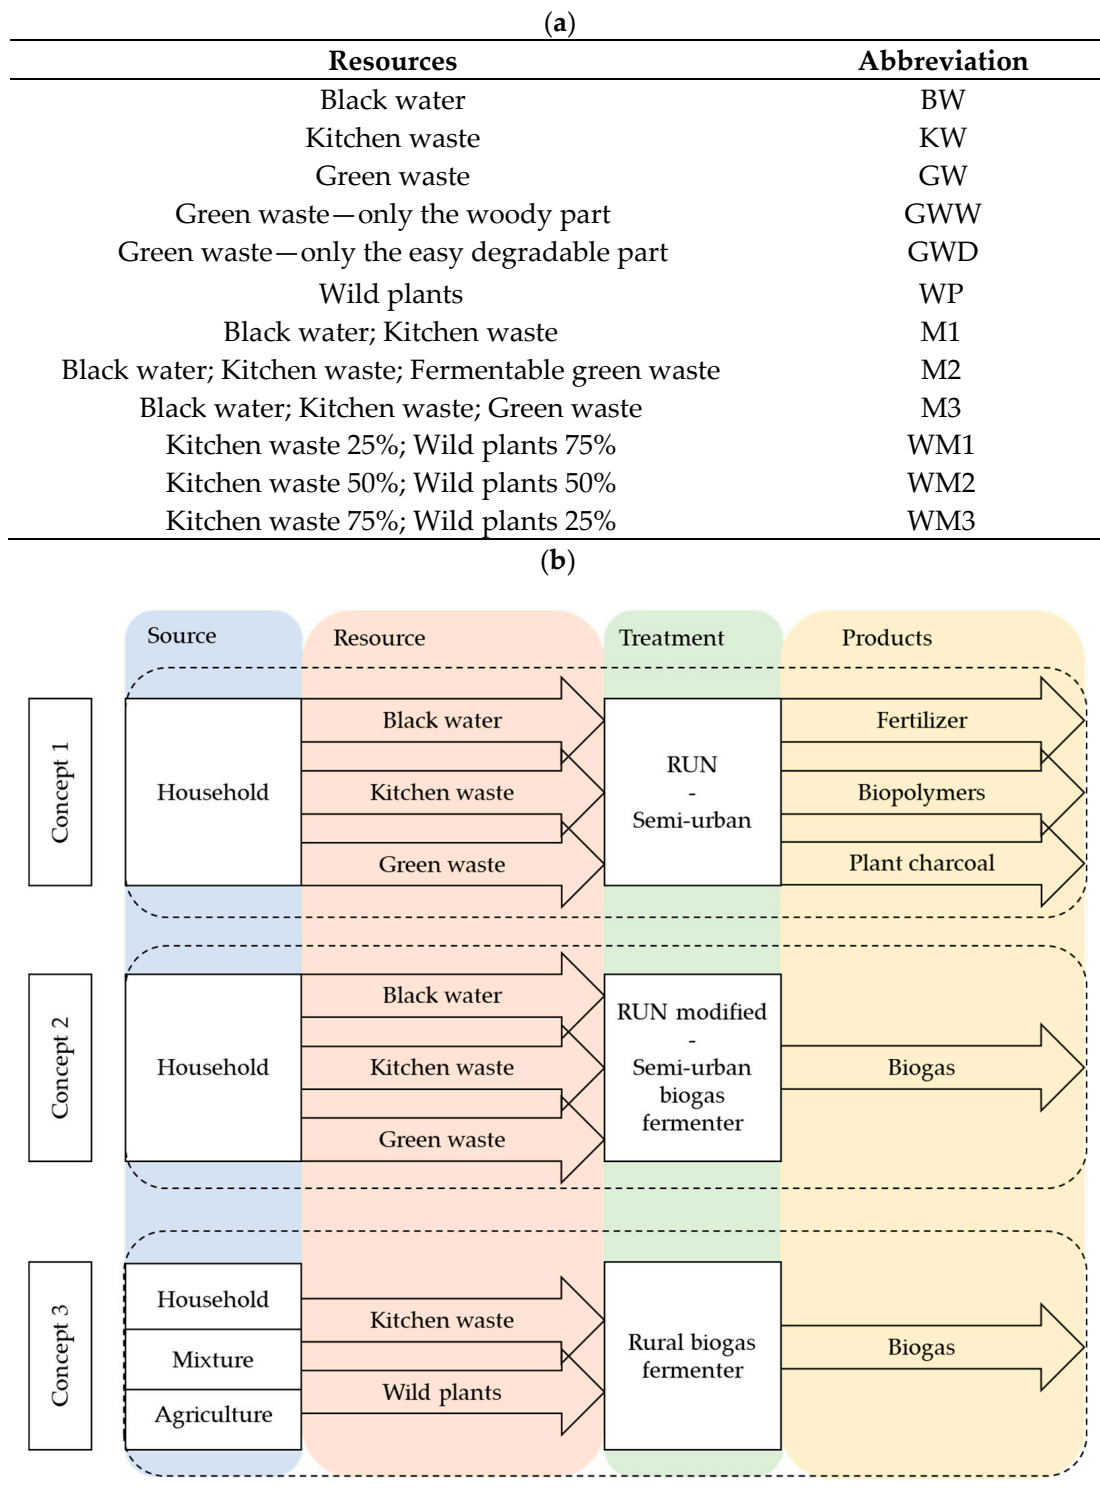 (a)
Resources Abbreviation
Black water BW
Kitchen waste KW
Green waste GW
Green waste—only the woody part GWW
Green waste—only the easy degradable part GWD
Wild plants WP
Black water; Kitchen waste M1
Black water; Kitchen waste; Fermentable green waste M2
Black water; Kitchen waste; Green waste M3
Kitchen waste 25%; Wild plants 75% WM1
Kitchen waste 50%; Wild plants 50% WM2
Kitchen waste 75%; Wild plants 25% WM3
(b)
Source Resource Treatment Products
Concept 1
Household
Black water
Kitchen waste
Green waste
RUN
-
Semi-urban
Fertilizer
Biopolymers
Plant charcoal
Concept 2
Household
Black water
Kitchen waste
Green waste
RUN modified
-
Semi-urban
biogas
fermenter
Biogas
Concept 3
Household
Mixture
Agriculture
Kitchen waste
Wild plants
Rural biogas
fermenter
Biogas